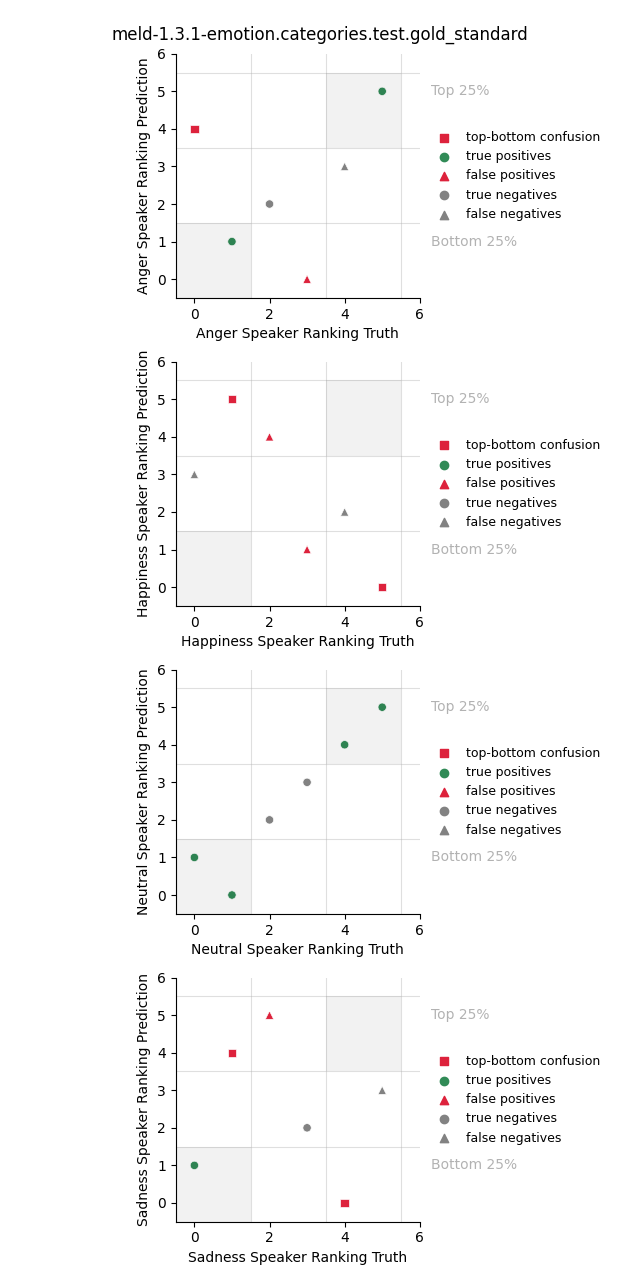 meld-1.3.1-emotion.categories.test.gold_standard
6
5
4
3
2
1
0
Anger Speaker Ranking Prediction
0 2 4 6
Anger Speaker Ranking Truth
Top 25%
top-bottom confusion
true positives
false positives
true negatives
false negatives
Bottom 25%
6
5
4
3
2
1
0
Happiness Speaker Ranking Prediction
0 2 4 6
Happiness Speaker Ranking Truth
Top 25%
top-bottom confusion
true positives
false positives
true negatives
false negatives
Bottom 25%
6
5
4
3
2
1
0
Neutral Speaker Ranking Prediction
0 2 4 6
Neutral Speaker Ranking Truth
Top 25%
top-bottom confusion
true positives
false positives
true negatives
false negatives
Bottom 25%
6
5
4
3
2
1
0
Sadness Speaker Ranking Prediction
0 2 4 6
Sadness Speaker Ranking Truth
Top 25%
top-bottom confusion
true positives
false positives
true negatives
false negatives
Bottom 25%